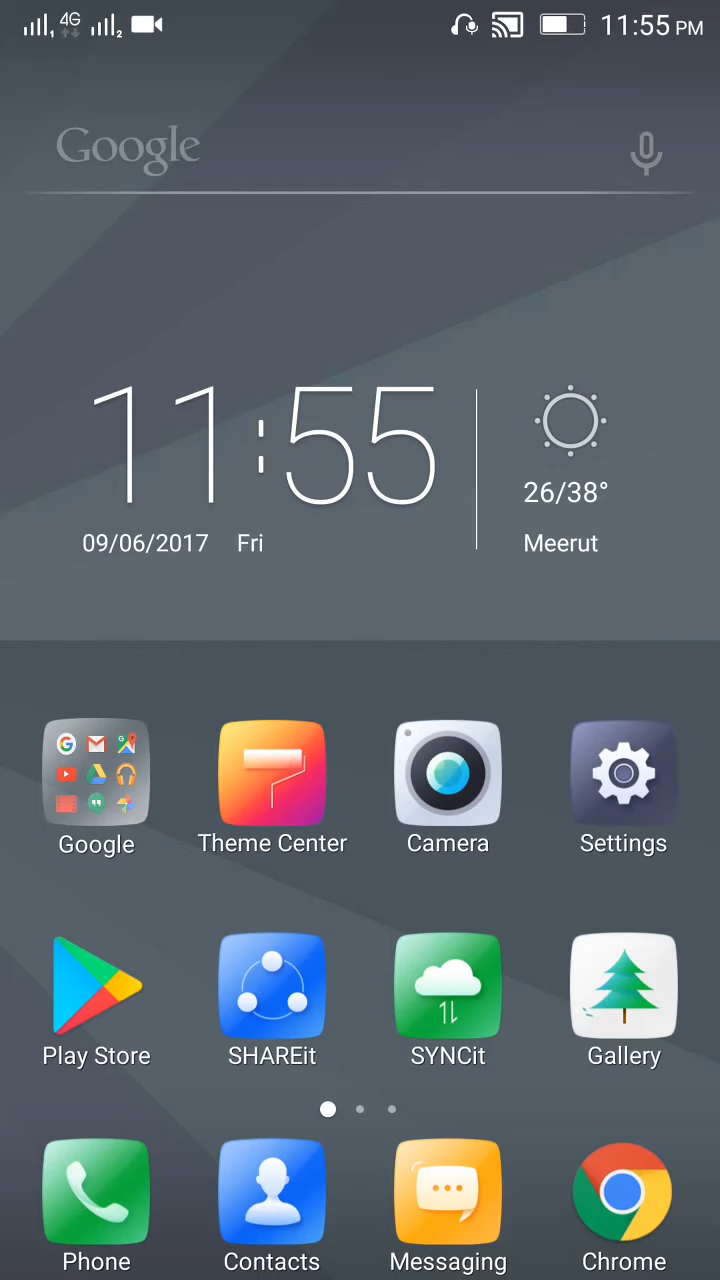 4G 11:55 PM
Google
11:55
26/38°
09/06/2017 Fri
Meerut
Google Theme Center Camera Settings
Play Store SHAREit SYNCit Gallery
Phone Contacts Messaging Chrome